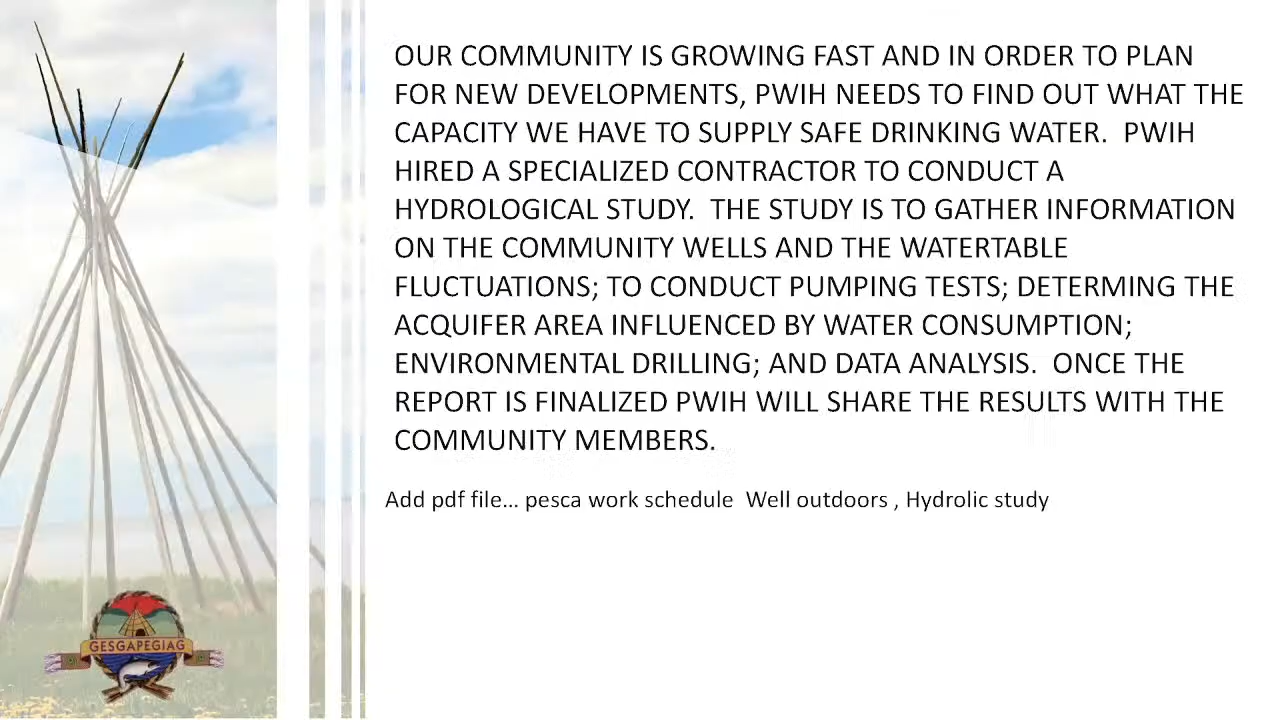 OUR COMMUNITY IS GROWING FAST AND IN ORDER TO PLAN
FOR NEW DEVELOPMENTS, PWIH NEEDS TO FIND OUT WHAT THE
CAPACITY WE HAVE TO SUPPLY SAFE DRINKING WATER.  PWIH
HIRED A SPECIALIZED CONTRACTOR TO CONDUCT A
HYDROLOGICAL STUDY.  THE STUDY IS TO GATHER INFORMATION
ON THE COMMUNITY WELLS AND THE WATERTABLE
FLUCTUATIONS; TO CONDUCT PUMPING TESTS; DETERMING THE
ACQUIFER AREA INFLUENCED BY WATER CONSUMPTION;
ENVIRONMENTAL DRILLING; AND DATA ANALYSIS.  ONCE THE
REPORT IS FINALIZED PWIH WILL SHARE THE RESULTS WITH THE
COMMUNITY MEMBERS.
Add pdf file... pesca work schedule  Well outdoors , Hydrolic study
GESGAPEGIAG